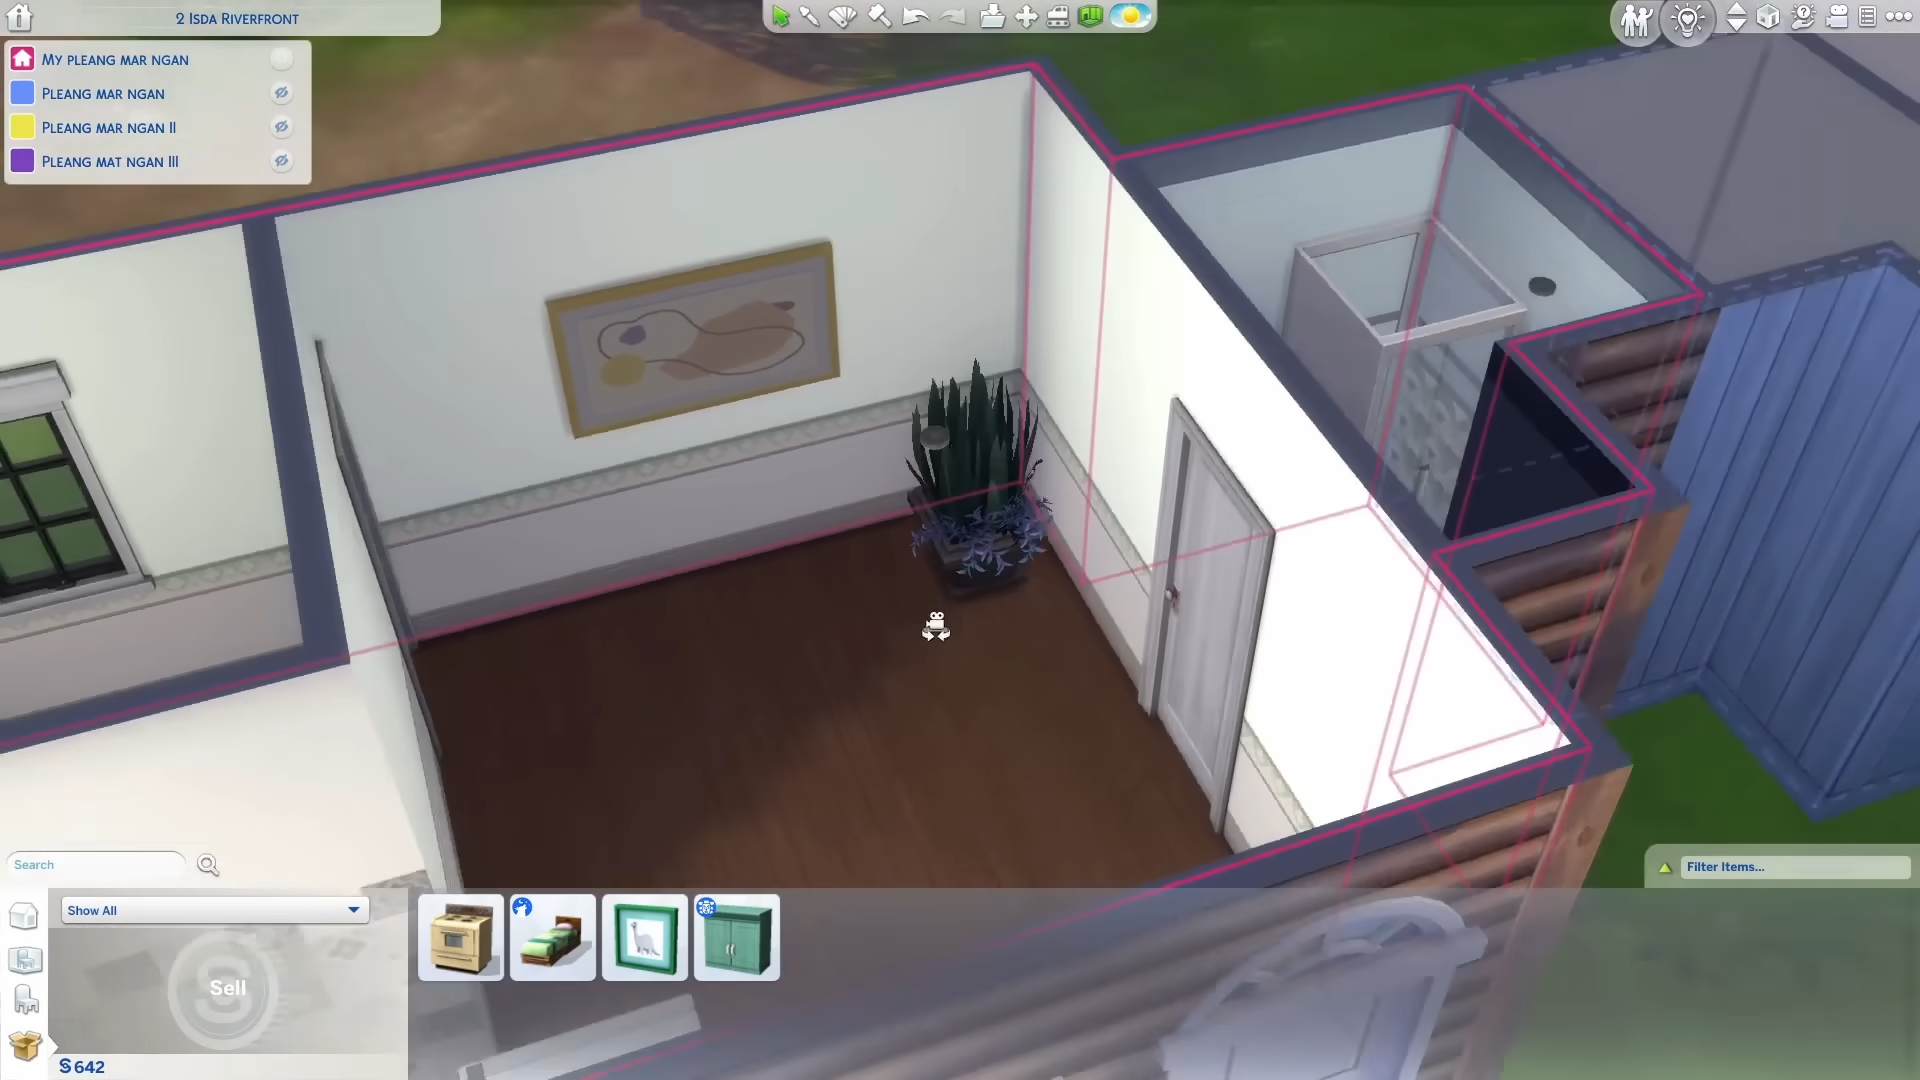 2 Isda Riverfront
My pleang mar ngan
Pleang mar ngan
Pleang mar ngan II
Pleang mat ngan III
Search
Filter Items...
Show All
Sell
§642